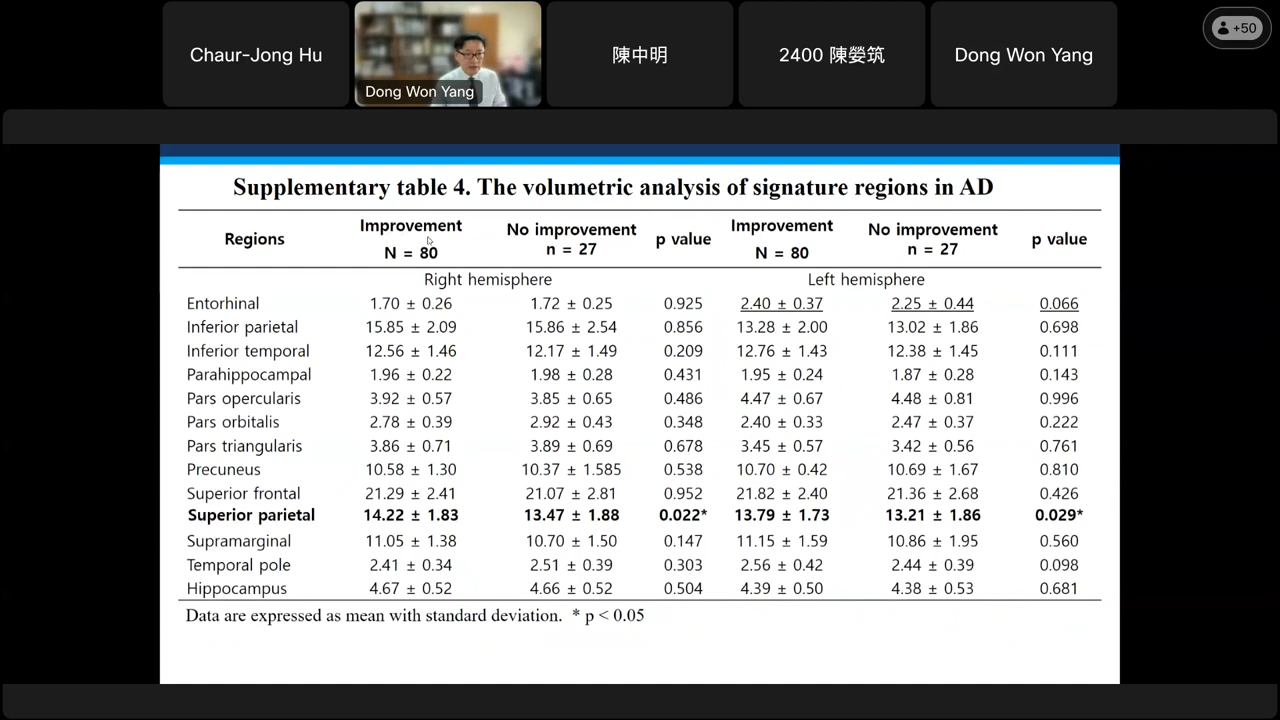 Chaur-Jong Hu
Dong Won Yang
陳中明
2400 陳嫈筑
Dong Won Yang
+50
Supplementary table 4. The volumetric analysis of signature regions in AD
Regions Improvement N = 80 No improvement n = 27 p value Improvement N = 80 No improvement n = 27 p value
Right hemisphere Left hemisphere
Entorhinal 1.70 ± 0.26 1.72 ± 0.25 0.925 2.40 ± 0.37 2.25 ± 0.44 0.066
Inferior parietal 15.85 ± 2.09 15.86 ± 2.54 0.856 13.28 ± 2.00 13.02 ± 1.86 0.698
Inferior temporal 12.56 ± 1.46 12.17 ± 1.49 0.209 12.76 ± 1.43 12.38 ± 1.45 0.111
Parahippocampal 1.96 ± 0.22 1.98 ± 0.28 0.431 1.95 ± 0.24 1.87 ± 0.28 0.143
Pars opercularis 3.92 ± 0.57 3.85 ± 0.65 0.486 4.47 ± 0.67 4.48 ± 0.81 0.996
Pars orbitalis 2.78 ± 0.39 2.92 ± 0.43 0.348 2.40 ± 0.33 2.47 ± 0.37 0.222
Pars triangularis 3.86 ± 0.71 3.89 ± 0.69 0.678 3.45 ± 0.57 3.42 ± 0.56 0.761
Precuneus 10.58 ± 1.30 10.37 ± 1.585 0.538 10.70 ± 0.42 10.69 ± 1.67 0.810
Superior frontal 21.29 ± 2.41 21.07 ± 2.81 0.952 21.82 ± 2.40 21.36 ± 2.68 0.426
Superior parietal 14.22 ± 1.83 13.47 ± 1.88 0.022* 13.79 ± 1.73 13.21 ± 1.86 0.029*
Supramarginal 11.05 ± 1.38 10.70 ± 1.50 0.147 11.15 ± 1.59 10.86 ± 1.95 0.560
Temporal pole 2.41 ± 0.34 2.51 ± 0.39 0.303 2.56 ± 0.42 2.44 ± 0.39 0.098
Hippocampus 4.67 ± 0.52 4.66 ± 0.52 0.504 4.39 ± 0.50 4.38 ± 0.53 0.681
Data are expressed as mean with standard deviation. * p < 0.05